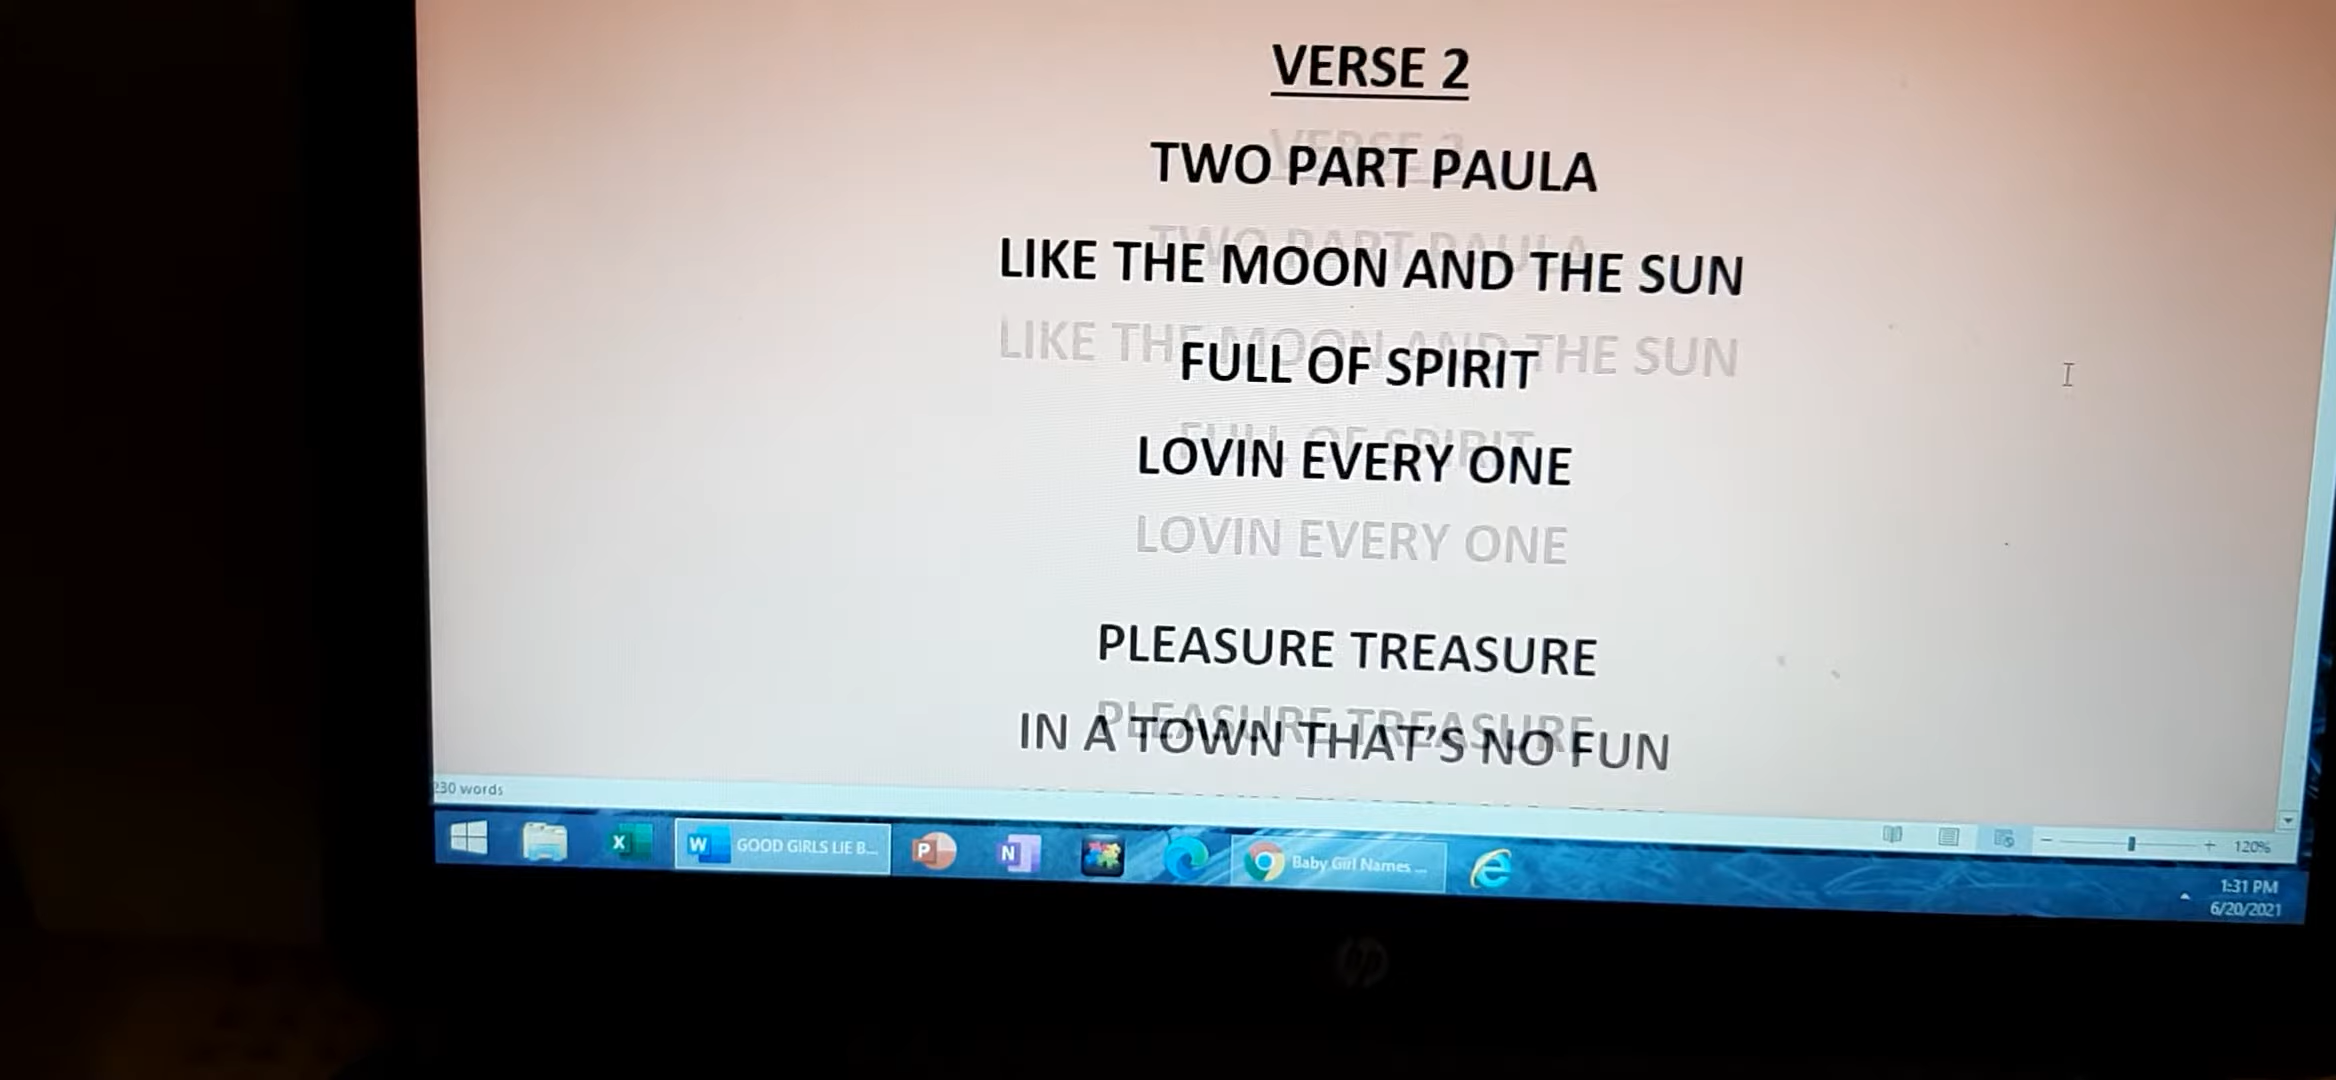 VERSE 2
TWO PART PAULA
LIKE THE MOON AND THE SUN
FULL OF SPIRIT
LOVIN EVERY ONE
PLEASURE TREASURE
IN A TOWN THAT'S NO FUN
230 words
120%
GOOD GIRLS LIE B...
Baby Girl Names ...
1:31 PM
6/20/2021
hp